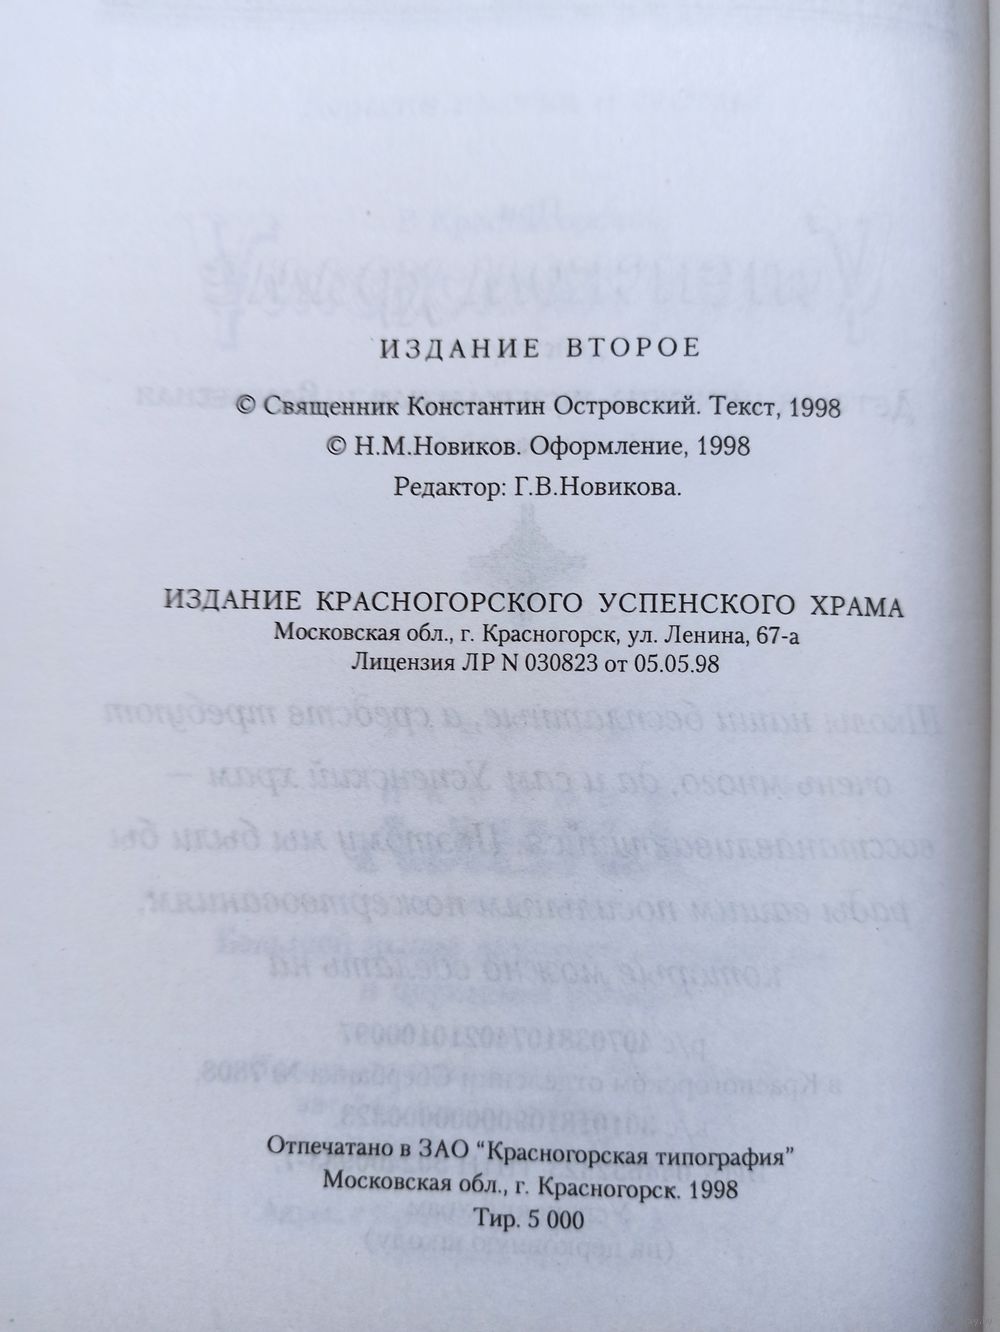 ИЗДАНИЕ ВТОРОЕ
© Священник Константин Островский. Текст, 1998
© Н.М.Новиков. Оформление, 1998
Редактор: Г.В.Новикова.
ИЗДАНИЕ КРАСНОГОРСКОГО УСПЕНСКОГО ХРАМА
Московская обл., г. Красногорск, ул. Ленина, 67-а
Лицензия ЛР N 030823 от 05.05.98
Отпечатано в ЗАО “Красногорская типография”
Московская обл., г. Красногорск. 1998
Тир. 5 000